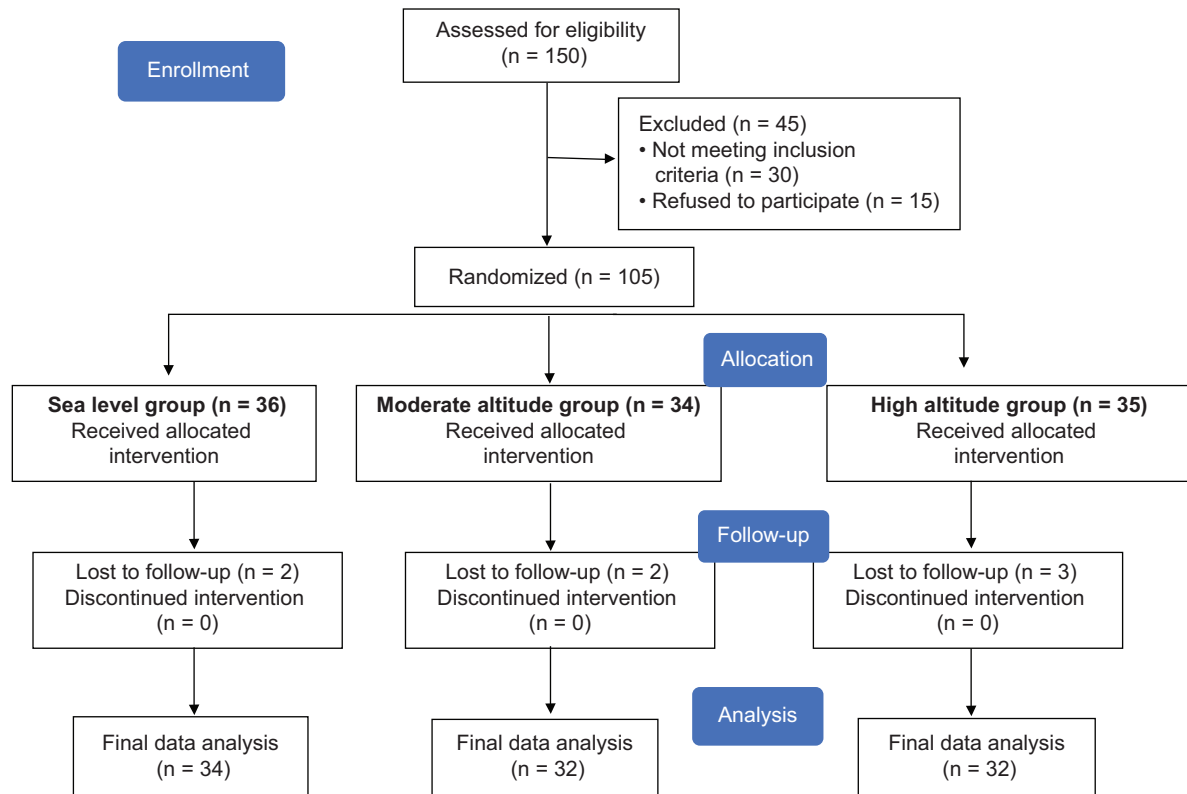 Assessed for eligibility
(n = 150)
Enrollment
Excluded (n = 45)
• Not meeting inclusion
criteria (n = 30)
• Refused to participate (n = 15)
Randomized (n = 105)
Allocation
Sea level group (n = 36)
Received allocated
intervention
Moderate altitude group (n = 34)
Received allocated
intervention
High altitude group (n = 35)
Received allocated
intervention
Follow-up
Lost to follow-up (n = 2)
Discontinued intervention
(n = 0)
Lost to follow-up (n = 2)
Discontinued intervention
(n = 0)
Lost to follow-up (n = 3)
Discontinued intervention
(n = 0)
Analysis
Final data analysis
(n = 34)
Final data analysis
(n = 32)
Final data analysis
(n = 32)